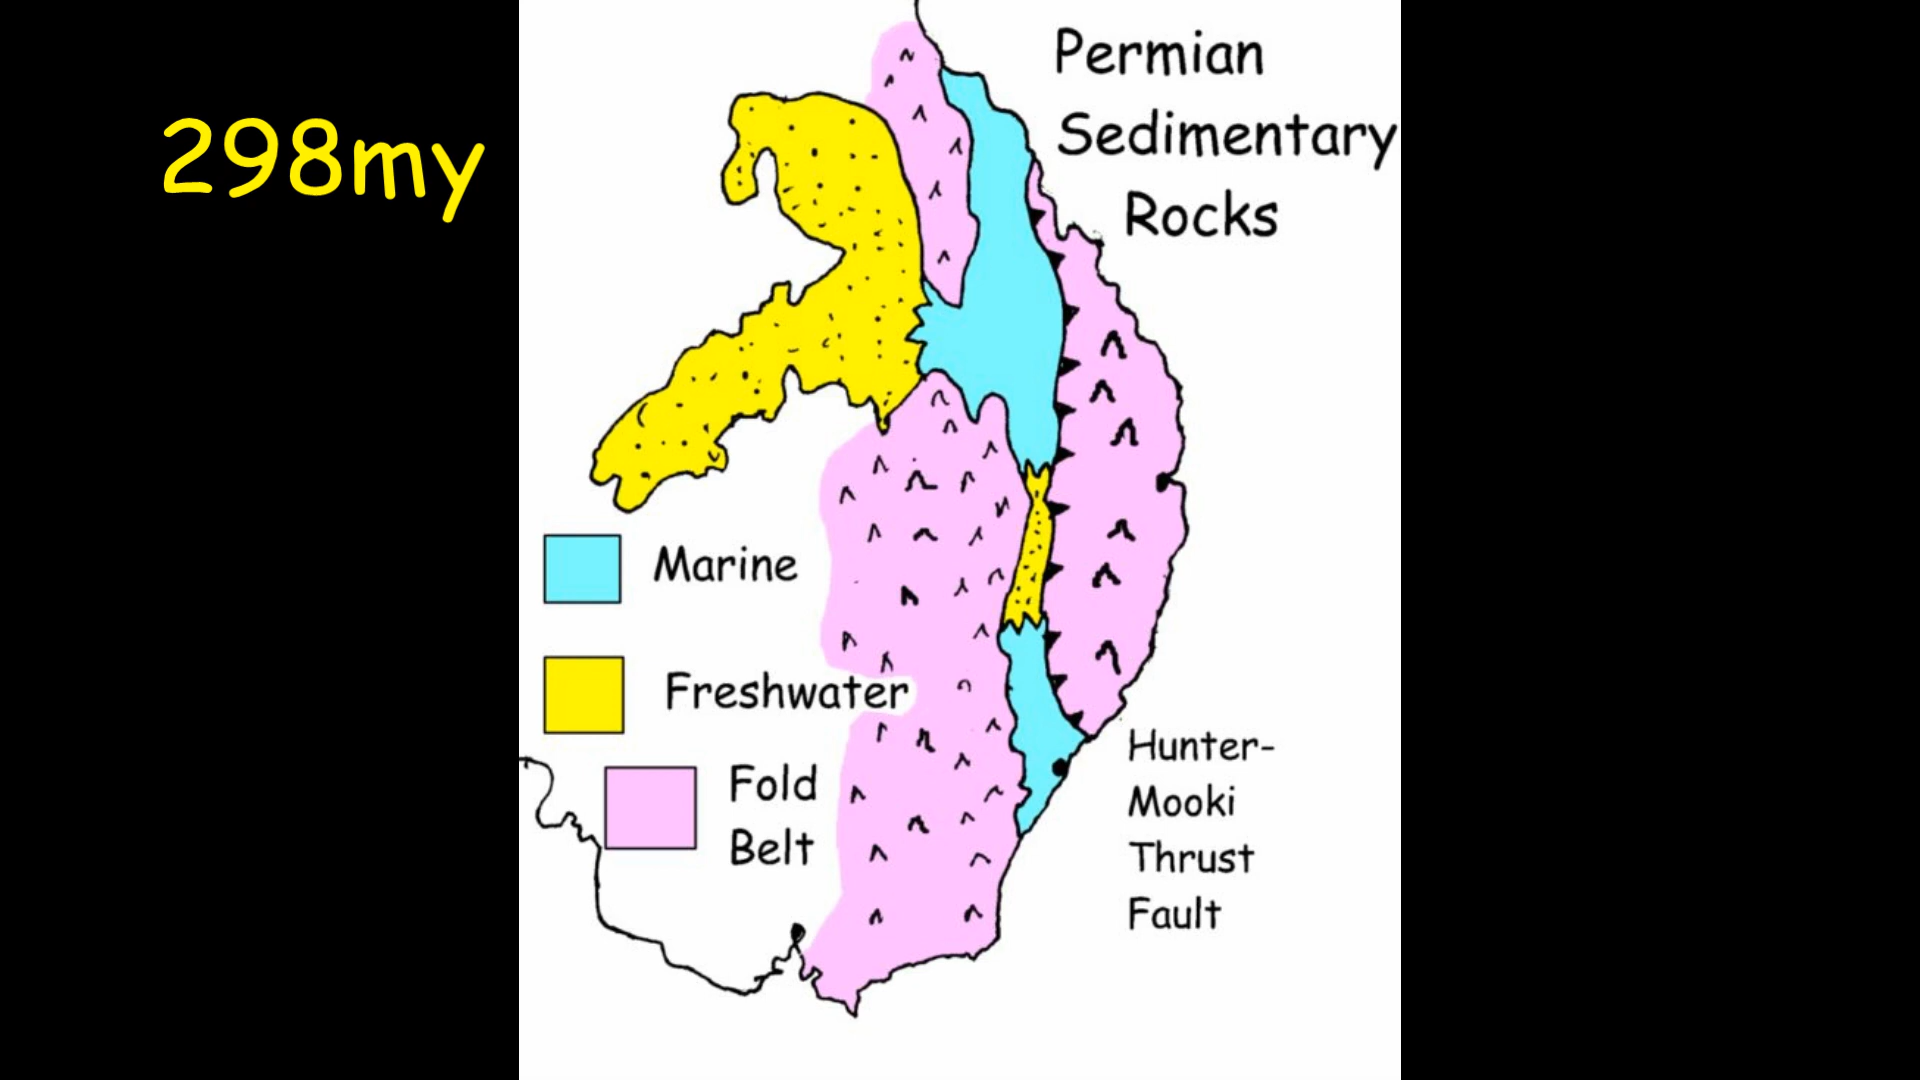 298my
Permian
Sedimentary
Rocks
Marine
Freshwater
Fold
Belt
Hunter-
Mooki
Thrust
Fault